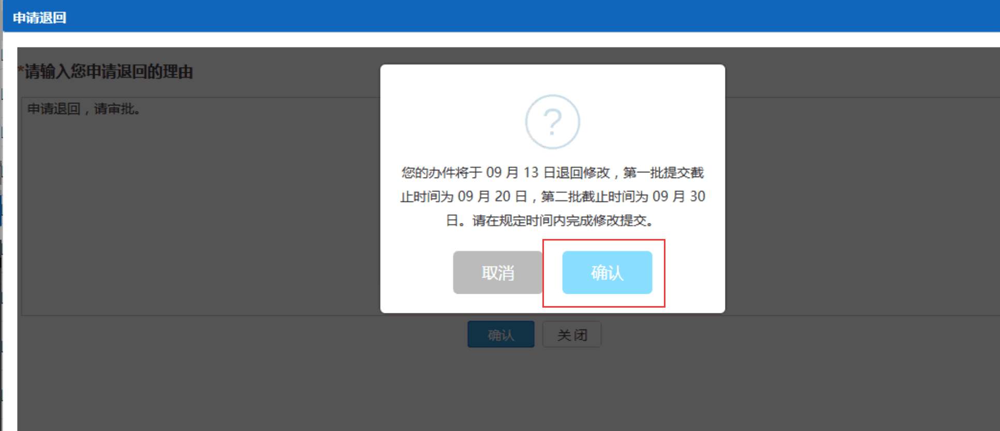 申请退回
*请输入您申请退回的理由
申请退回，请审批。
?
您的办件将于 09 月 13 日退回修改，第一批提交截
止时间为 09 月 20 日，第二批截止时间为 09 月 30
日。请在规定时间内完成修改提交。
取消 确认
确认 关闭